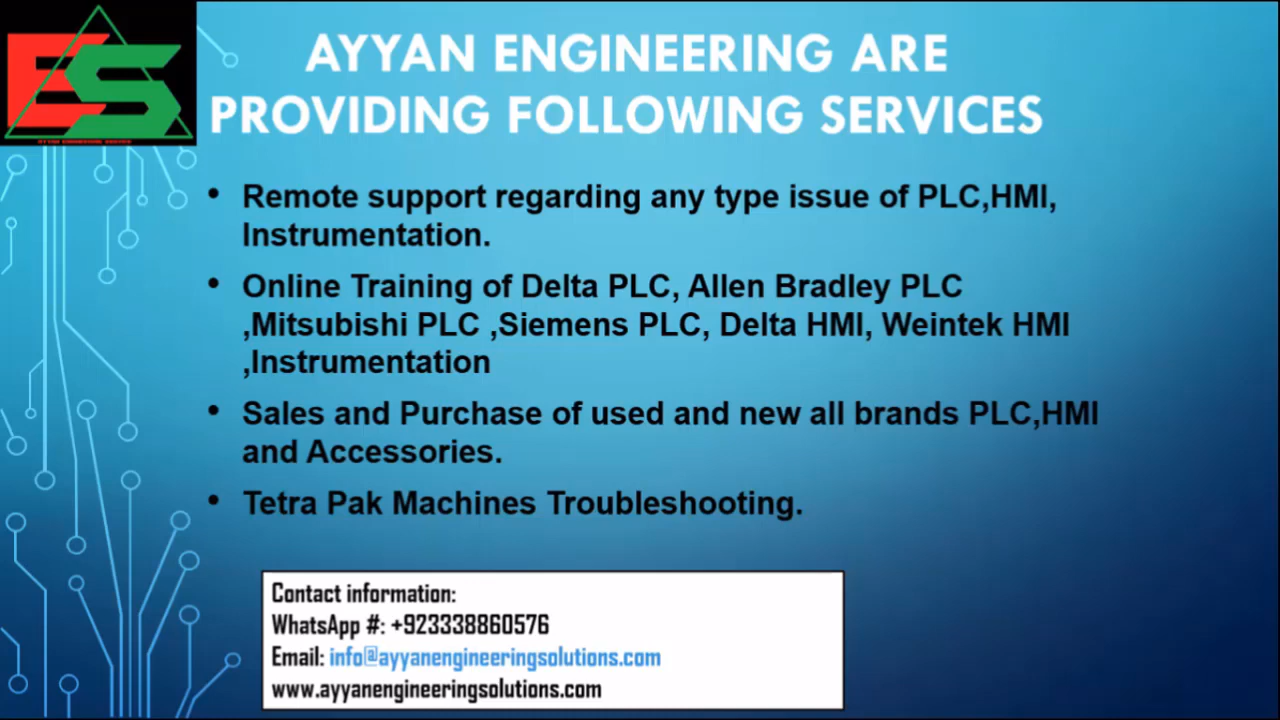 ES
AYYAN ENGINEERING ARE
PROVIDING FOLLOWING SERVICES
• Remote support regarding any type issue of PLC,HMI,
Instrumentation.
• Online Training of Delta PLC, Allen Bradley PLC
,Mitsubishi PLC ,Siemens PLC, Delta HMI, Weintek HMI
,Instrumentation
• Sales and Purchase of used and new all brands PLC,HMI
and Accessories.
• Tetra Pak Machines Troubleshooting.
Contact information:
WhatsApp #: +923338860576
Email: info@ayyanengineeringsolutions.com
www.ayyanengineeringsolutions.com